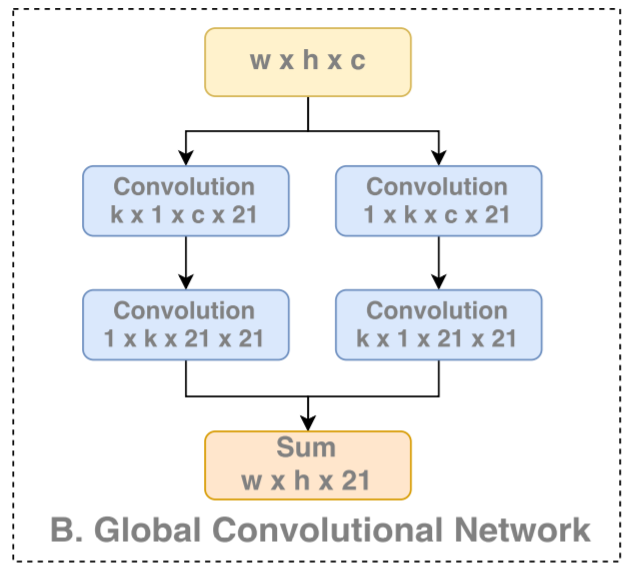 w x h x c
Convolution
k x 1 x c x 21
Convolution
1 x k x c x 21
Convolution
1 x k x 21 x 21
Convolution
k x 1 x 21 x 21
Sum
w x h x 21
B. Global Convolutional Network